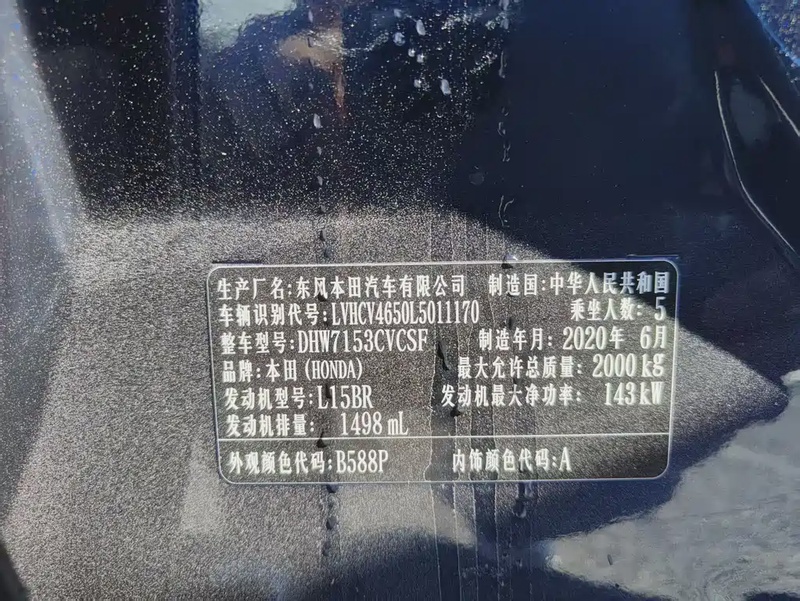 生产厂名:东风本田汽车有限公司 制造国:中华人民共和国
车辆识别代号:LVHCV4650L5011170 乘坐人数: 5
整车型号:DHW7153CVCSF 制造年月: 2020年 6月
品牌:本田(HONDA) 最大允许总质量: 2000kg
发动机型号:L15BR 发动机最大净功率: 143kW
发动机排量: 1498mL
外观颜色代码:B588P 内饰颜色代码:A